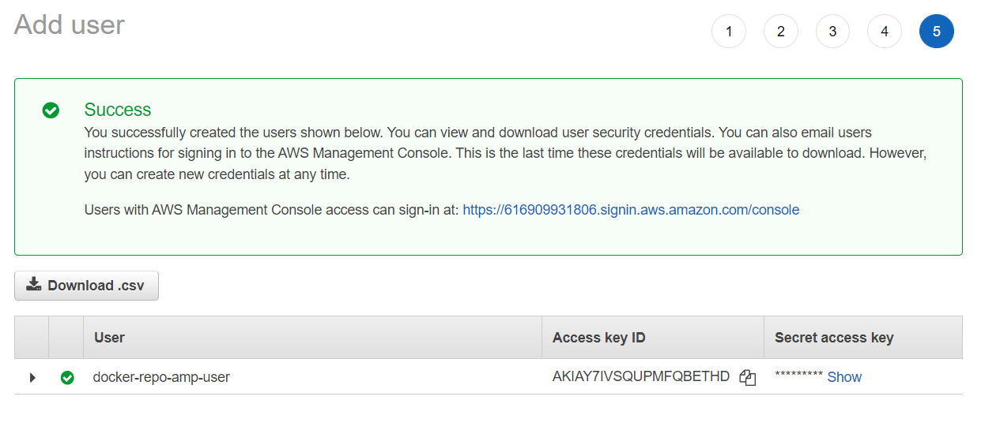 Add user
1 2 3 4 5
Success
You successfully created the users shown below. You can view and download user security credentials. You can also email users
instructions for signing in to the AWS Management Console. This is the last time these credentials will be available to download. However,
you can create new credentials at any time.
Users with AWS Management Console access can sign-in at: https://616909931806.signin.aws.amazon.com/console
Download .csv
User Access key ID Secret access key
docker-repo-amp-user AKIAY7IVSQUPMFQBETHD ********* Show